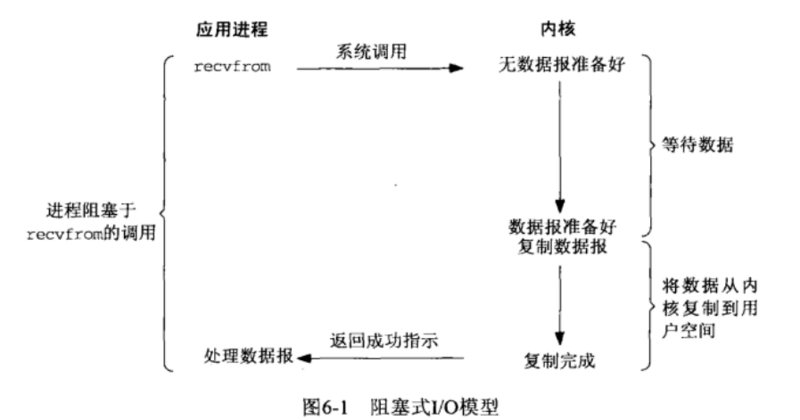 应用进程
内核
系统调用
recvfrom
无数据报准备好
等待数据
进程阻塞于
recvfrom的调用
数据报准备好
复制数据报
将数据从内
核复制到用
户空间
返回成功指示
处理数据报
复制完成
图6-1 阻塞式I/O模型